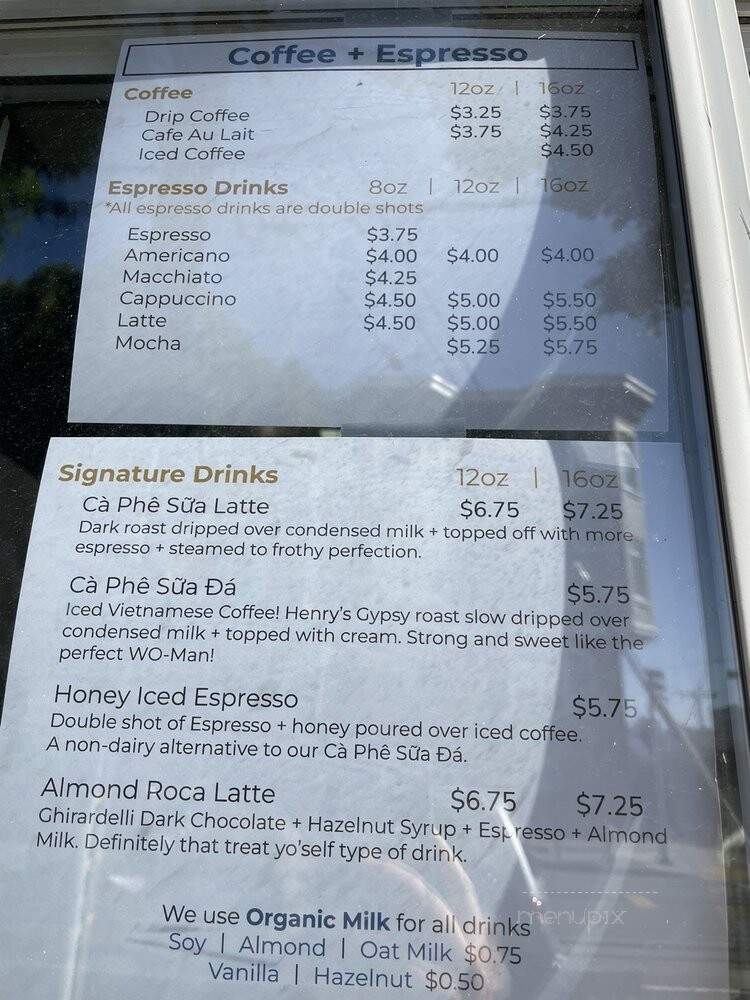 Coffee + Espresso
Coffee 12oz | 16oz
Drip Coffee $3.25 $3.75
Cafe Au Lait $3.75 $4.25
Iced Coffee $4.50
Espresso Drinks 8oz | 12oz | 16oz
*All espresso drinks are double shots
Espresso $3.75
Americano $4.00 $4.00 $4.00
Macchiato $4.25
Cappuccino $4.50 $5.00 $5.50
Latte $4.50 $5.00 $5.50
Mocha $5.25 $5.75
Signature Drinks 12oz | 16oz
Cà Phê Sữa Latte $6.75 $7.25
Dark roast dripped over condensed milk + topped off with more
espresso + steamed to frothy perfection.
Cà Phê Sữa Đá $5.75
Iced Vietnamese Coffee! Henry's Gypsy roast slow dripped over
condensed milk + topped with cream. Strong and sweet like the
perfect WO-Man!
Honey Iced Espresso $5.75
Double shot of Espresso + honey poured over iced coffee.
A non-dairy alternative to our Cà Phê Sữa Đá.
Almond Roca Latte $6.75 $7.25
Ghirardelli Dark Chocolate + Hazelnut Syrup + Espresso + Almond
Milk. Definitely that treat yo'self type of drink.
We use Organic Milk for all drinks
menupix
Soy | Almond | Oat Milk $0.75
Vanilla | Hazelnut $0.50